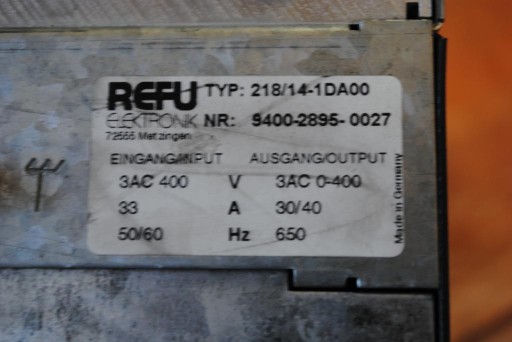 REFU TYP: 218/14-1DA00
ELEKTRONIK NR: 9400-2895-0027
72555 Metzingen
EINGANG/INPUT AUSGANG/OUTPUT
3AC 400 V 3AC 0-400
33 A 30/40
50/60 Hz 650
Made in Germany